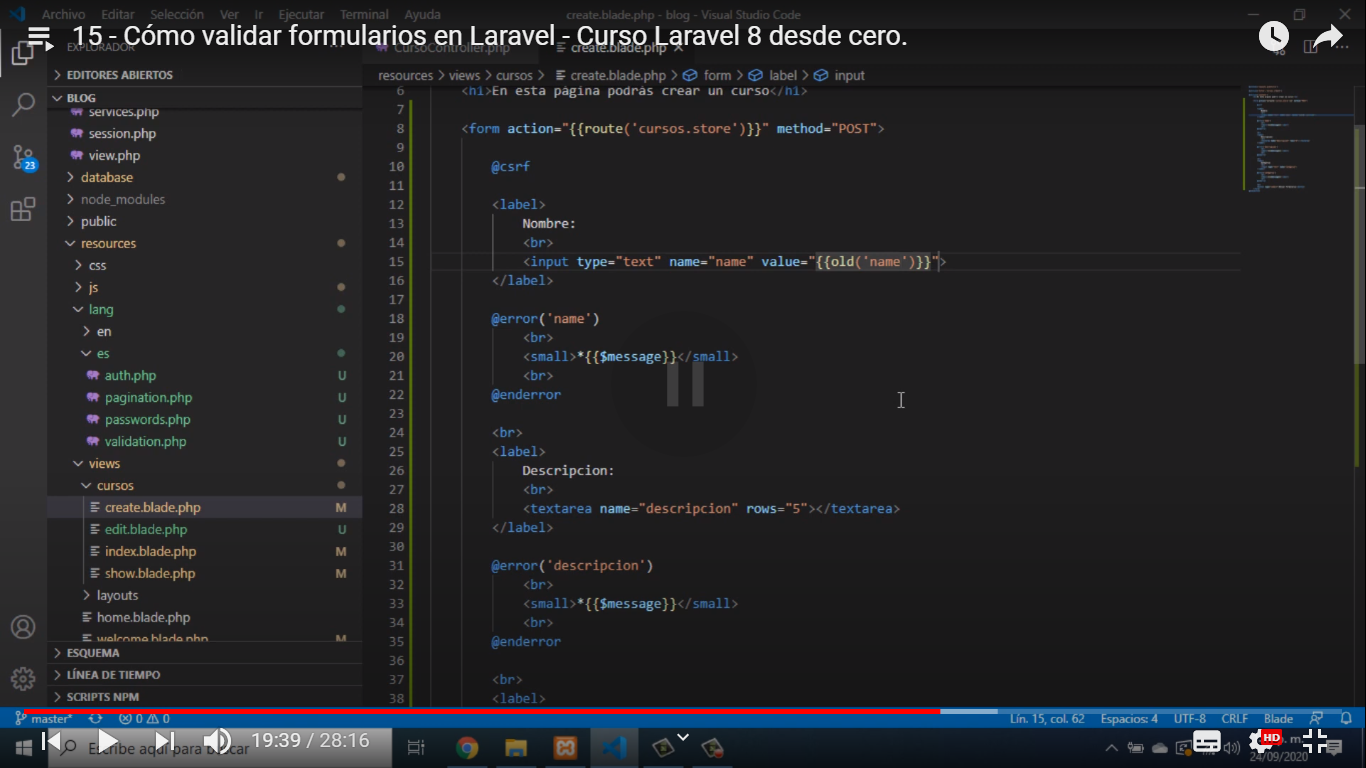 Archivo Editar Selección Ver Ir Ejecutar Terminal Ayuda
create.blade.php - blog - Visual Studio Code
15 - Cómo validar formularios en Laravel - Curso Laravel 8 desde cero.
EXPLORADOR
CursoController.php
create.blade.php
EDITORES ABIERTOS
resources > views > cursos > create.blade.php > form > label > input
BLOG
services.php
session.php
view.php
database
node_modules
public
resources
css
js
lang
en
es
auth.php U
pagination.php U
passwords.php U
validation.php U
views
cursos
create.blade.php M
edit.blade.php U
index.blade.php M
show.blade.php M
layouts
home.blade.php
welcome.blade.php M
ESQUEMA
LÍNEA DE TIEMPO
SCRIPTS NPM
23
6 <h1>En esta página podrás crear un curso</h1>
7
8 <form action="{{route('cursos.store')}}" method="POST">
9
10 @csrf
11
12 <label>
13 Nombre:
14 <br>
15 <input type="text" name="name" value="{{old('name')}}">
16 </label>
17
18 @error('name')
19 <br>
20 <small>*{{$message}}</small>
21 <br>
22 @enderror
23
24 <br>
25 <label>
26 Descripcion:
27 <br>
28 <textarea name="descripcion" rows="5"></textarea>
29 </label>
30
31 @error('descripcion')
32 <br>
33 <small>*{{$message}}</small>
34 <br>
35 @enderror
36
37 <br>
38 <label>
master* 0 0
Lín. 15, col. 62 Espacios: 4 UTF-8 CRLF Blade
Escribe aquí para buscar
19:39 / 28:16
HD
24/09/2020